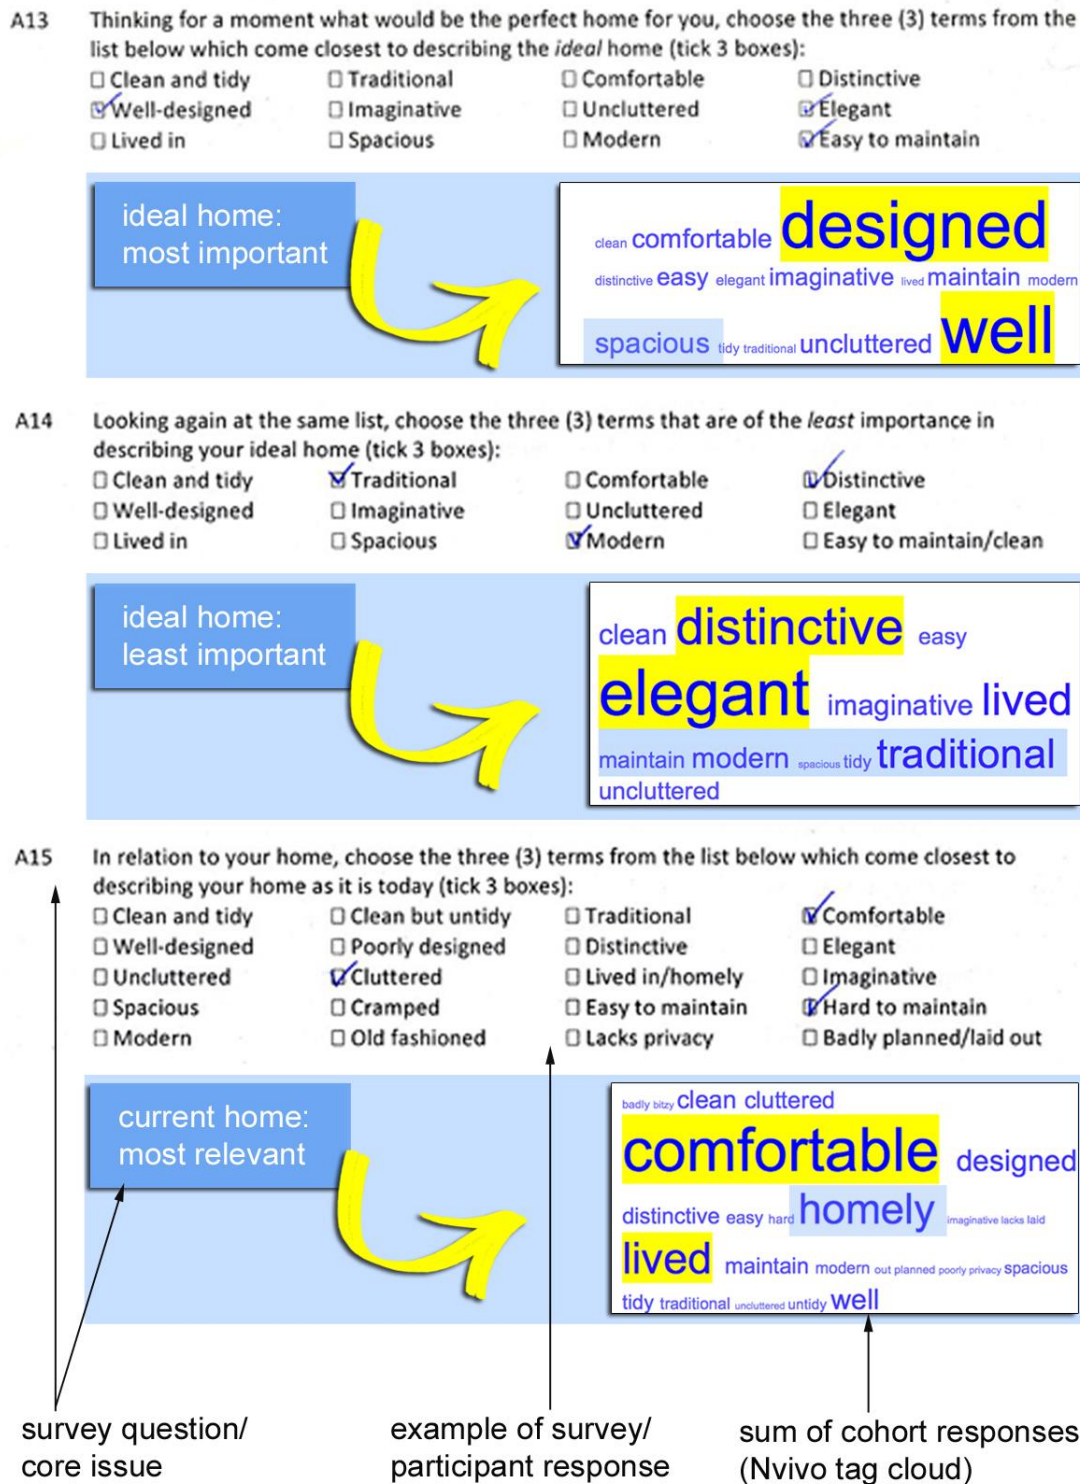 A13 Thinking for a moment what would be the perfect home for you, choose the three (3) terms from the
list below which come closest to describing the ideal home (tick 3 boxes):
Clean and tidy Traditional Comfortable Distinctive
Well-designed Imaginative Uncluttered Elegant
Lived in Spacious Modern Easy to maintain
ideal home:
most important
clean comfortable designed
distinctive easy elegant imaginative lived maintain modern
spacious tidy traditional uncluttered well
A14 Looking again at the same list, choose the three (3) terms that are of the least importance in
describing your ideal home (tick 3 boxes):
Clean and tidy Traditional Comfortable Distinctive
Well-designed Imaginative Uncluttered Elegant
Lived in Spacious Modern Easy to maintain/clean
ideal home:
least important
clean distinctive easy
elegant imaginative lived
maintain modern spacious tidy traditional
uncluttered
A15 In relation to your home, choose the three (3) terms from the list below which come closest to
describing your home as it is today (tick 3 boxes):
Clean and tidy Clean but untidy Traditional Comfortable
Well-designed Poorly designed Distinctive Elegant
Uncluttered Cluttered Lived in/homely Imaginative
Spacious Cramped Easy to maintain Hard to maintain
Modern Old fashioned Lacks privacy Badly planned/laid out
current home:
most relevant
badly bitzy clean cluttered
comfortable designed
distinctive easy hard homely imaginative lacks laid
lived maintain modern out planned poorly privacy spacious
tidy traditional uncluttered untidy well
survey question/
core issue
example of survey/
participant response
sum of cohort responses
(Nvivo tag cloud)